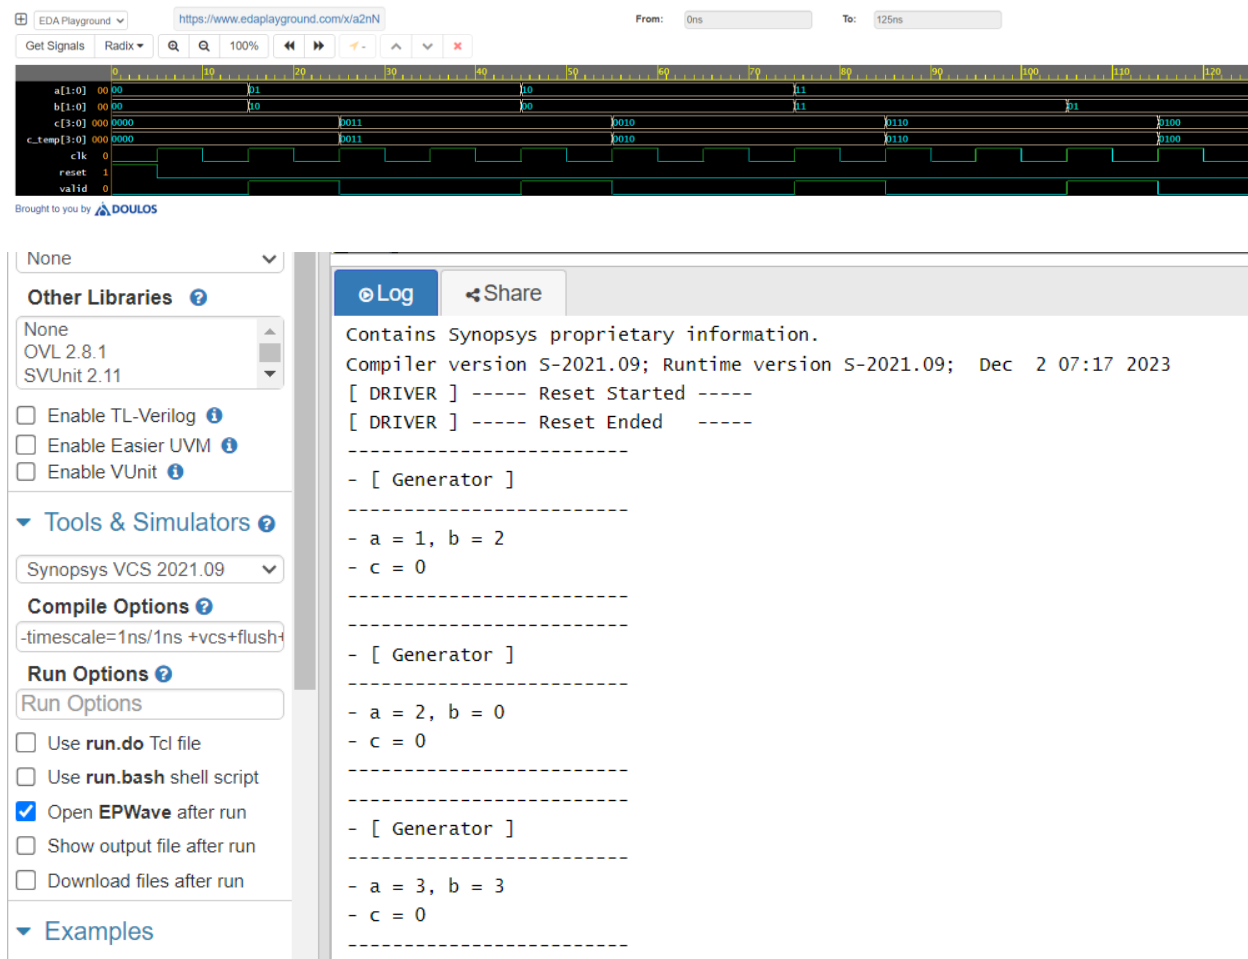 EDA Playground https://www.edaplayground.com/x/a2nN From: 0ns To: 125ns
Get Signals Radix 100%
0 10 20 30 40 50 60 70 80 90 100 110 120
a[1:0] 00 00 01 10 11
b[1:0] 00 00 10 00 11 01
c[3:0] 000 0000 0011 0010 0110 0100
c_temp[3:0] 000 0000 0011 0010 0110 0100
clk 0
reset 1
valid 0
Brought to you by DOULOS
None
Other Libraries
None
OVL 2.8.1
SVUnit 2.11
Enable TL-Verilog
Enable Easier UVM
Enable VUnit
Tools & Simulators
Synopsys VCS 2021.09
Compile Options
-timescale=1ns/1ns +vcs+flush+
Run Options
Run Options
Use run.do Tcl file
Use run.bash shell script
Open EPWave after run
Show output file after run
Download files after run
Examples
Log Share
Contains Synopsys proprietary information.
Compiler version S-2021.09; Runtime version S-2021.09;  Dec  2 07:17 2023
[ DRIVER ] ----- Reset Started -----
[ DRIVER ] ----- Reset Ended   -----
-------------------------
- [ Generator ]
-------------------------
- a = 1, b = 2
- c = 0
-------------------------
-------------------------
- [ Generator ]
-------------------------
- a = 2, b = 0
- c = 0
-------------------------
-------------------------
- [ Generator ]
-------------------------
- a = 3, b = 3
- c = 0
-------------------------